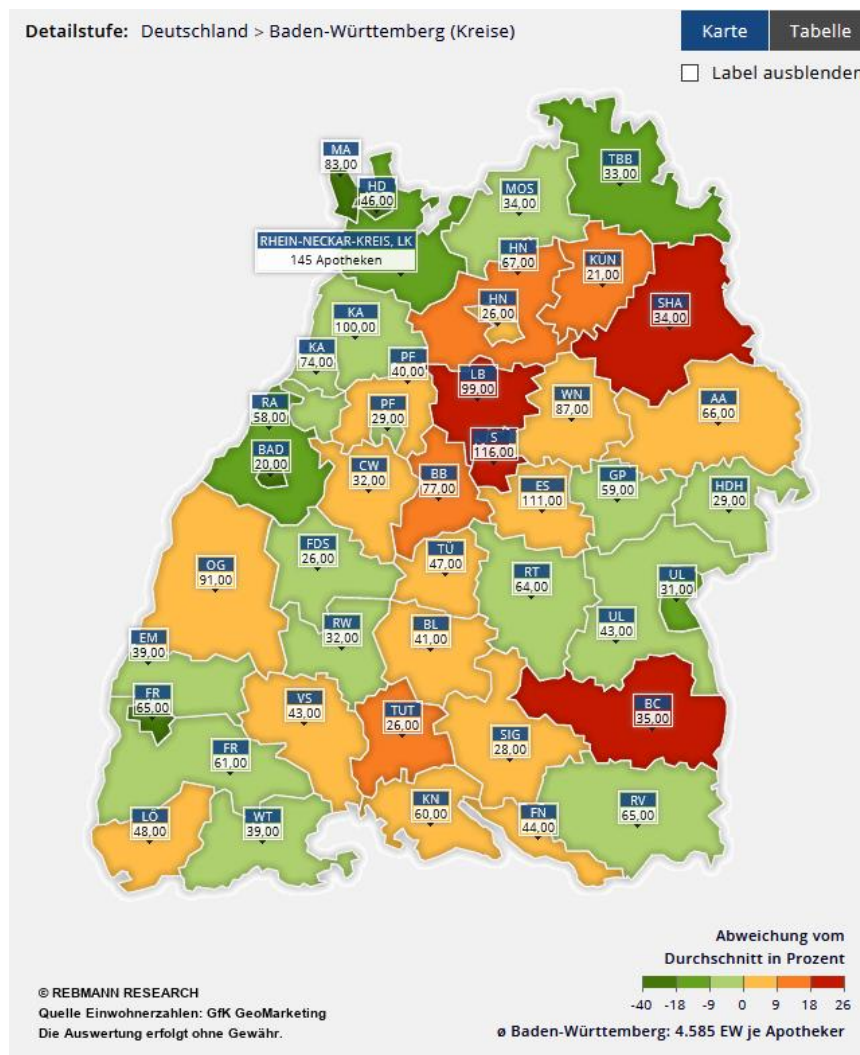 Detailstufe: Deutschland > Baden-Württemberg (Kreise)
Karte
Tabelle
Label ausblenden
MA
83,00
HD
46,00
TBB
33,00
MOS
34,00
RHEIN-NECKAR-KREIS, LK
145 Apotheken
HN
67,00
KÜN
21,00
HN
26,00
SHA
34,00
KA
100,00
KA
74,00
PF
40,00
LB
99,00
WN
87,00
AA
66,00
RA
58,00
PF
29,00
BAD
20,00
S
116,00
CW
32,00
BB
77,00
ES
111,00
GP
59,00
HDH
29,00
OG
91,00
FDS
26,00
TÜ
47,00
RT
64,00
UL
31,00
EM
39,00
RW
32,00
BL
41,00
UL
43,00
FR
65,00
VS
43,00
TUT
26,00
BC
35,00
FR
61,00
SIG
28,00
LÖ
48,00
WT
39,00
KN
60,00
FN
44,00
RV
65,00
Abweichung vom
Durchschnitt in Prozent
-40 -18 -9 0 9 18 26
ø Baden-Württemberg: 4.585 EW je Apotheker
© REBMANN RESEARCH
Quelle Einwohnerzahlen: GfK GeoMarketing
Die Auswertung erfolgt ohne Gewähr.